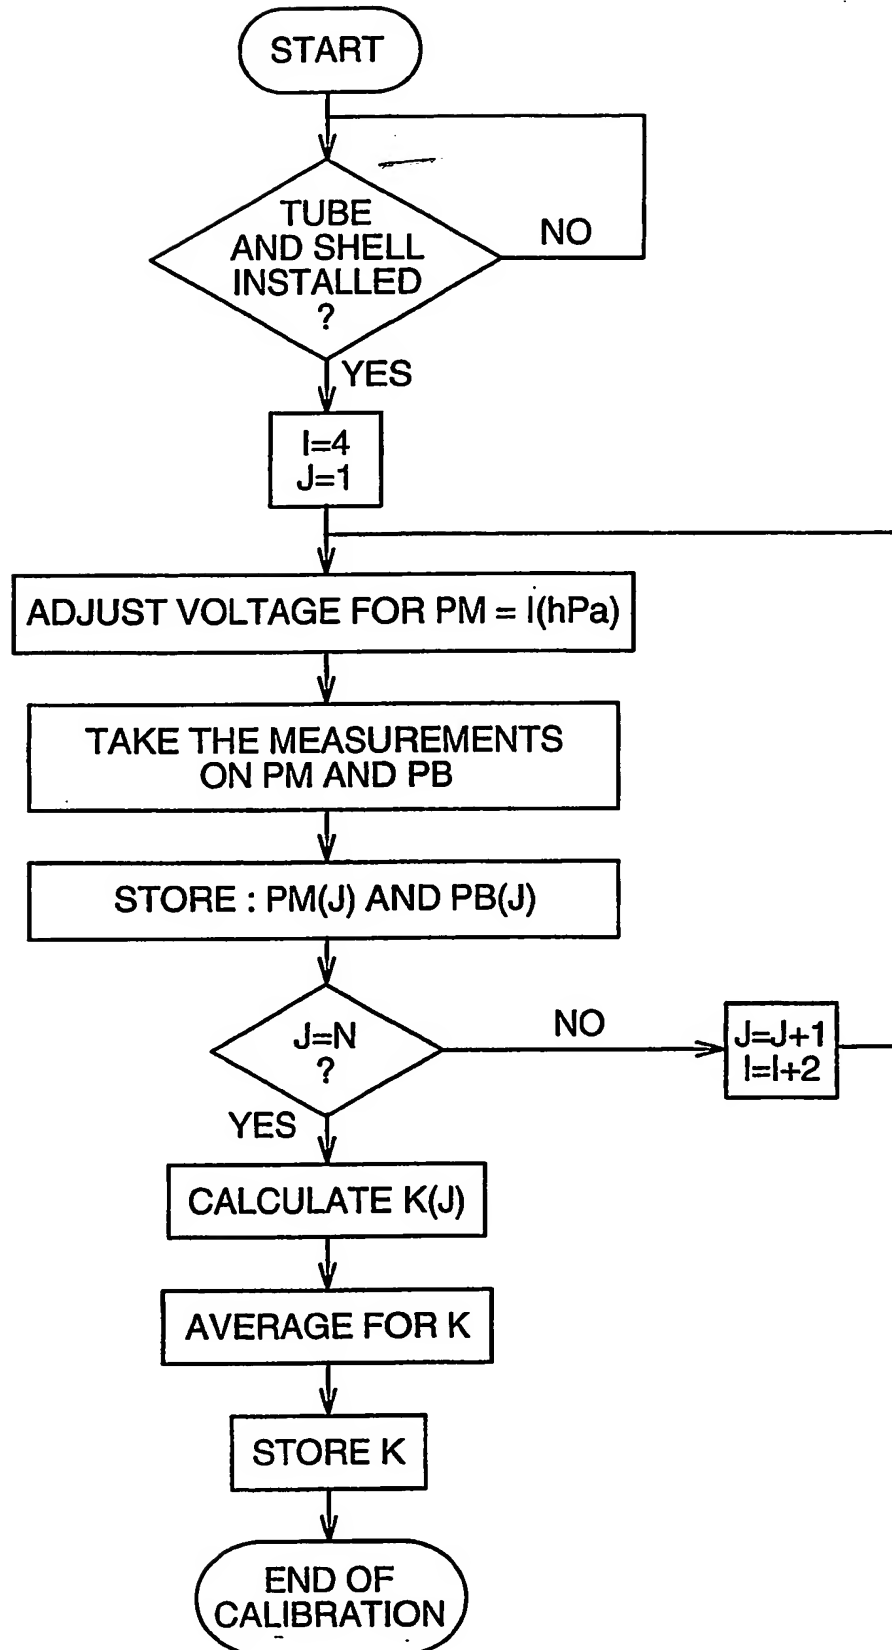 START
TUBE
AND SHELL
INSTALLED
?
NO
YES
I=4
J=1
ADJUST VOLTAGE FOR PM = I(hPa)
TAKE THE MEASUREMENTS
ON PM AND PB
STORE : PM(J) AND PB(J)
J=N
?
NO
J=J+1
I=I+2
YES
CALCULATE K(J)
AVERAGE FOR K
STORE K
END OF
CALIBRATION